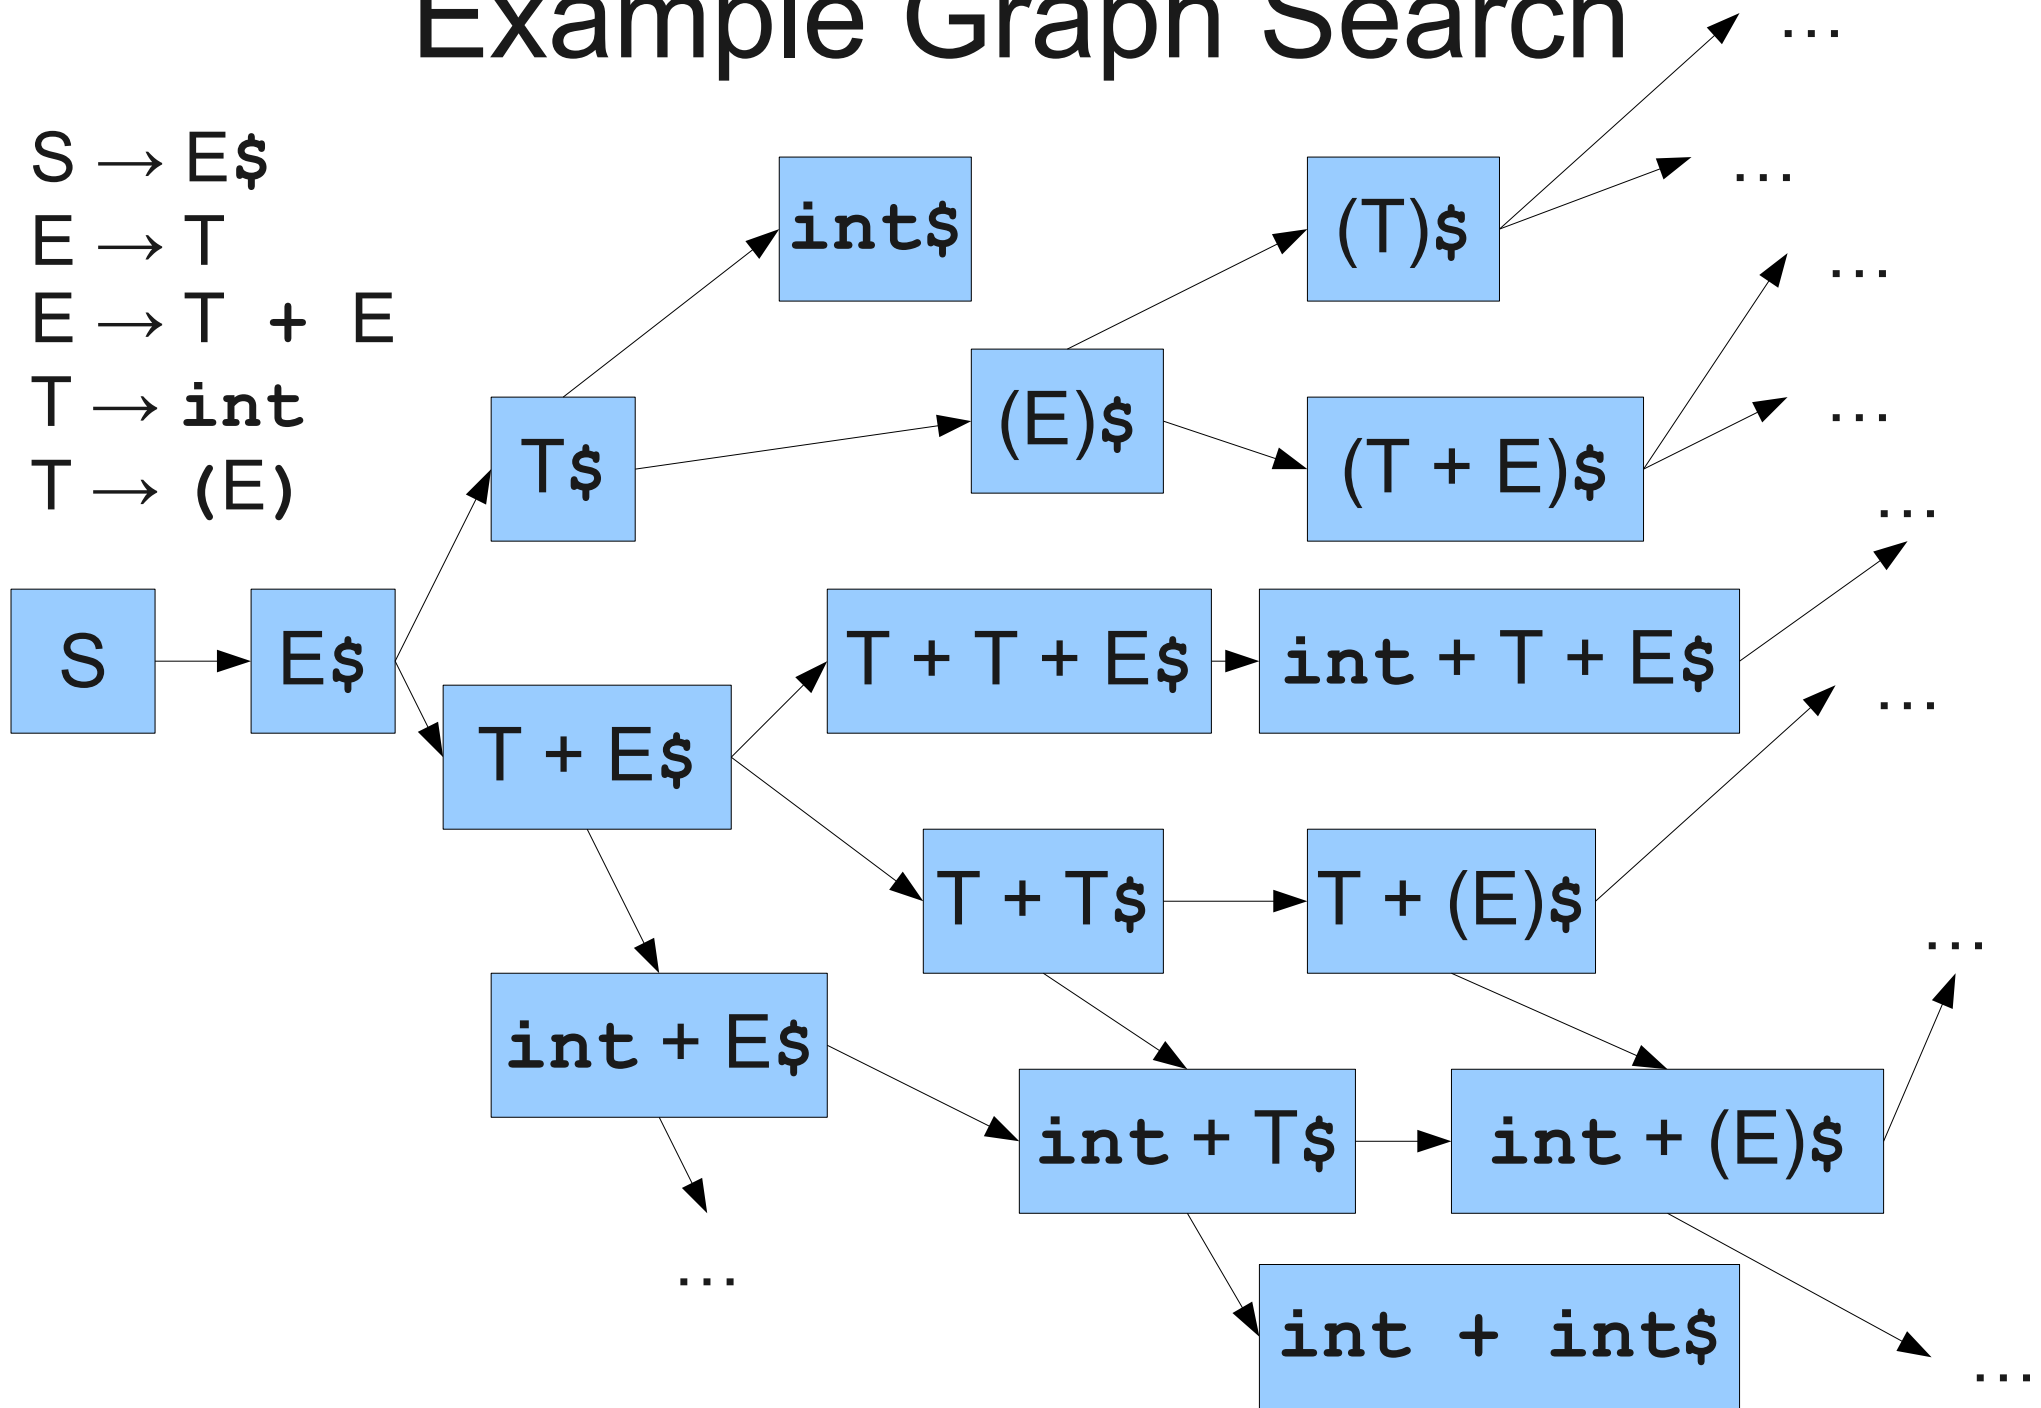 Example Graph Search
S → E$
E → T
E → T + E
T → int
T → (E)
...
...
int$
(T)$
...
(E)$
...
T$
(T + E)$
...
S
E$
T + T + E$
int + T + E$
...
T + E$
T + T$
T + (E)$
...
int + E$
int + T$
int + (E)$
...
int + int$
...